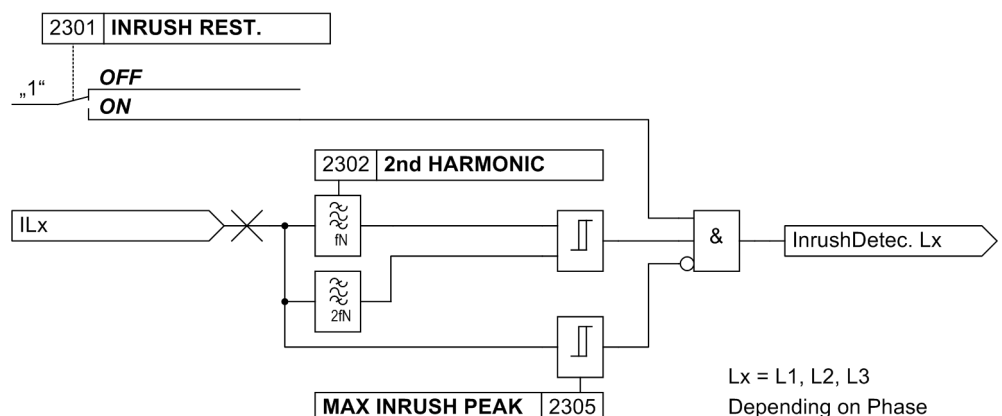 2301 INRUSH REST.
„1“
OFF
ON
2302 2nd HARMONIC
ILx
fN
& InrushDetec. Lx
2fN
MAX INRUSH PEAK 2305
Lx = L1, L2, L3
Depending on Phase